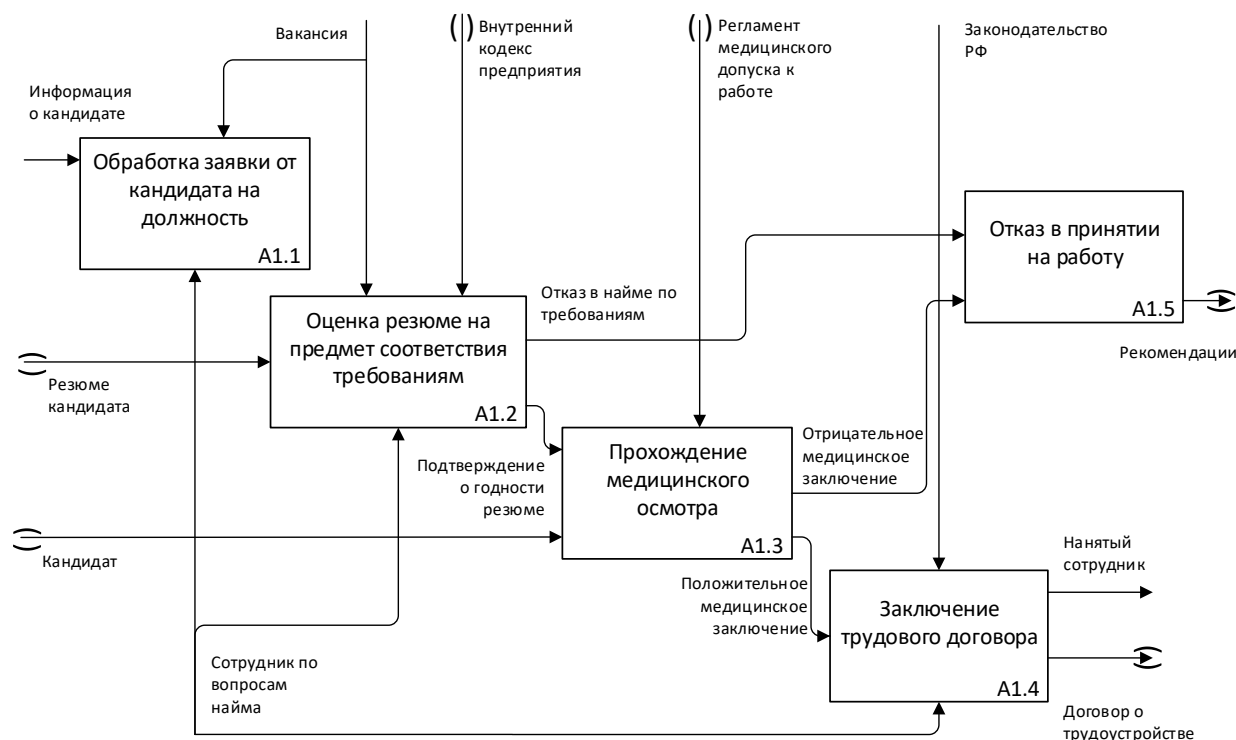 Вакансия
Внутренний
кодекс
предприятия
Регламент
медицинского
допуска к
работе
Законодательство
РФ
Информация
о кандидате
Обработка заявки от
кандидата на
должность
A1.1
Отказ в принятии
на работу
A1.5
Рекомендации
Оценка резюме на
предмет соответствия
требованиям
A1.2
Отказ в найме по
требованиям
Резюме
кандидата
Подтверждение
о годности
резюме
Прохождение
медицинского
осмотра
A1.3
Отрицательное
медицинское
заключение
Кандидат
Положительное
медицинское
заключение
Заключение
трудового договора
A1.4
Нанятый
сотрудник
Сотрудник по
вопросам
найма
Договор о
трудоустройстве